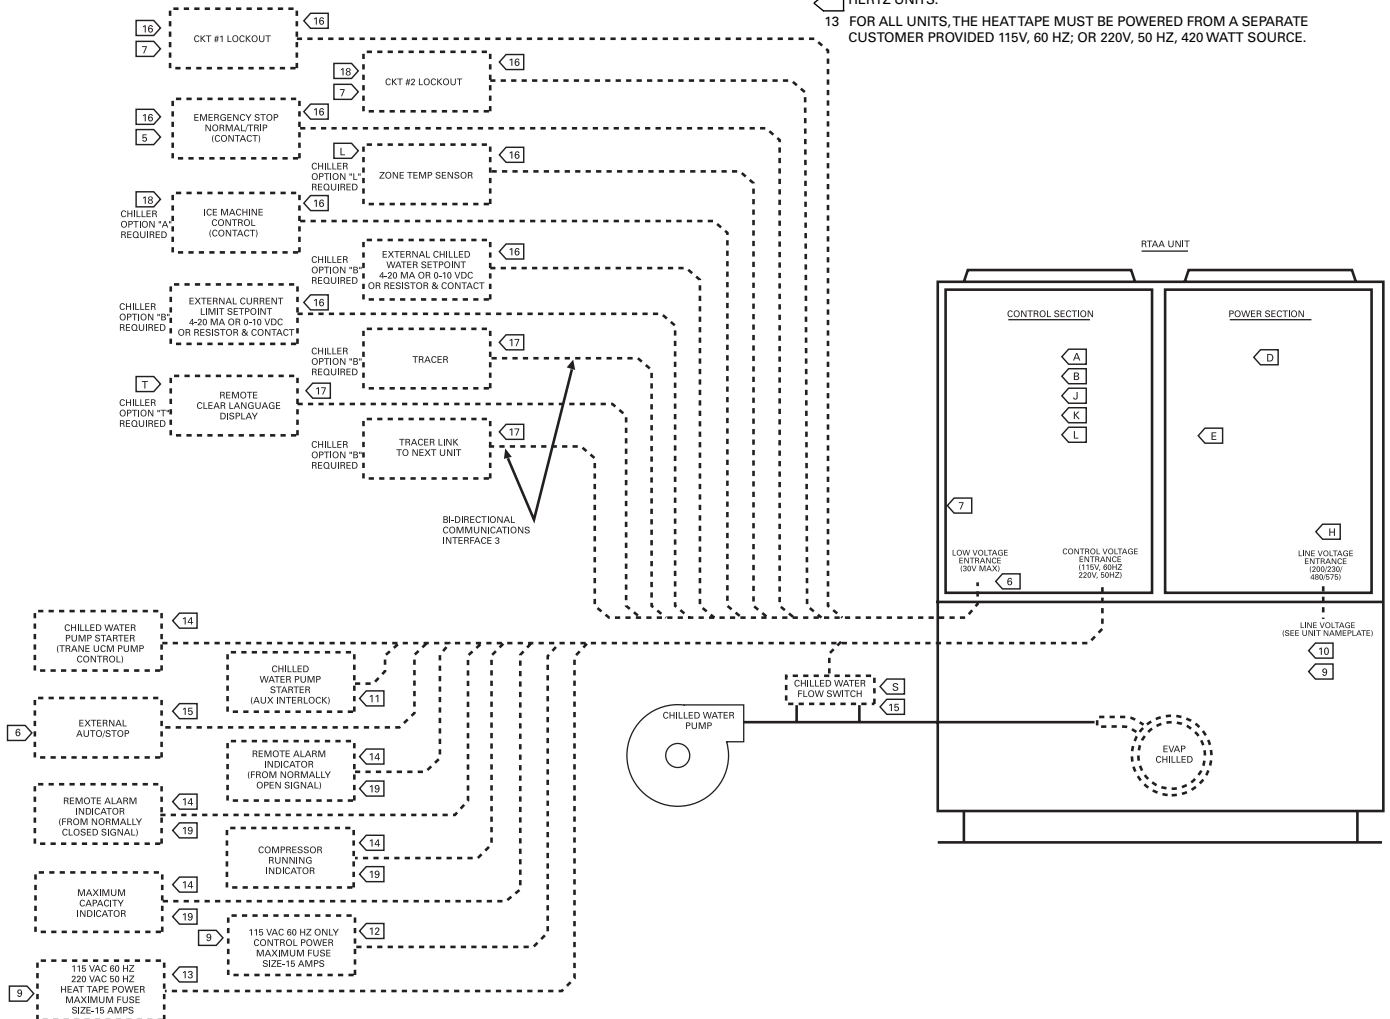 HERTZ UNITS.
13 FOR ALL UNITS, THE HEAT TAPE MUST BE POWERED FROM A SEPARATE
CUSTOMER PROVIDED 115V, 60 HZ; OR 220V, 50 HZ, 420 WATT SOURCE.
16
7
CKT #1 LOCKOUT
16
18
7
CKT #2 LOCKOUT
16
16
5
EMERGENCY STOP
NORMAL/TRIP
(CONTACT)
16
L
CHILLER
OPTION "L"
REQUIRED
ZONE TEMP SENSOR
16
18
CHILLER
OPTION "A"
REQUIRED
ICE MACHINE
CONTROL
(CONTACT)
16
CHILLER
OPTION "B"
REQUIRED
EXTERNAL CHILLED
WATER SETPOINT
4-20 MA OR 0-10 VDC
OR RESISTOR & CONTACT
16
CHILLER
OPTION "B"
REQUIRED
EXTERNAL CURRENT
LIMIT SETPOINT
4-20 MA OR 0-10 VDC
OR RESISTOR & CONTACT
16
CHILLER
OPTION "B"
REQUIRED
TRACER
17
T
CHILLER
OPTION "T"
REQUIRED
REMOTE
CLEAR LANGUAGE
DISPLAY
17
CHILLER
OPTION "B"
REQUIRED
TRACER LINK
TO NEXT UNIT
17
BI-DIRECTIONAL
COMMUNICATIONS
INTERFACE 3
RTAA UNIT
CONTROL SECTION
A
B
J
K
L
7
LOW VOLTAGE
ENTRANCE
(30V MAX)
6
CONTROL VOLTAGE
ENTRANCE
(115V, 60HZ
220V, 50HZ)
POWER SECTION
D
E
H
LINE VOLTAGE
ENTRANCE
(200/230/
480/575)
LINE VOLTAGE
(SEE UNIT NAMEPLATE)
10
9
CHILLED WATER
PUMP STARTER
(TRANE UCM PUMP
CONTROL)
14
CHILLED
WATER PUMP
STARTER
(AUX INTERLOCK)
11
6
EXTERNAL
AUTO/STOP
15
REMOTE ALARM
INDICATOR
(FROM NORMALLY
OPEN SIGNAL)
14
19
REMOTE ALARM
INDICATOR
(FROM NORMALLY
CLOSED SIGNAL)
14
19
COMPRESSOR
RUNNING
INDICATOR
14
19
MAXIMUM
CAPACITY
INDICATOR
14
19
9
115 VAC 60 HZ ONLY
CONTROL POWER
MAXIMUM FUSE
SIZE-15 AMPS
12
9
115 VAC 60 HZ
220 VAC 50 HZ
HEAT TAPE POWER
MAXIMUM FUSE
SIZE-15 AMPS
13
CHILLED WATER
FLOW SWITCH
S
15
CHILLED WATER
PUMP
EVAP
CHILLED